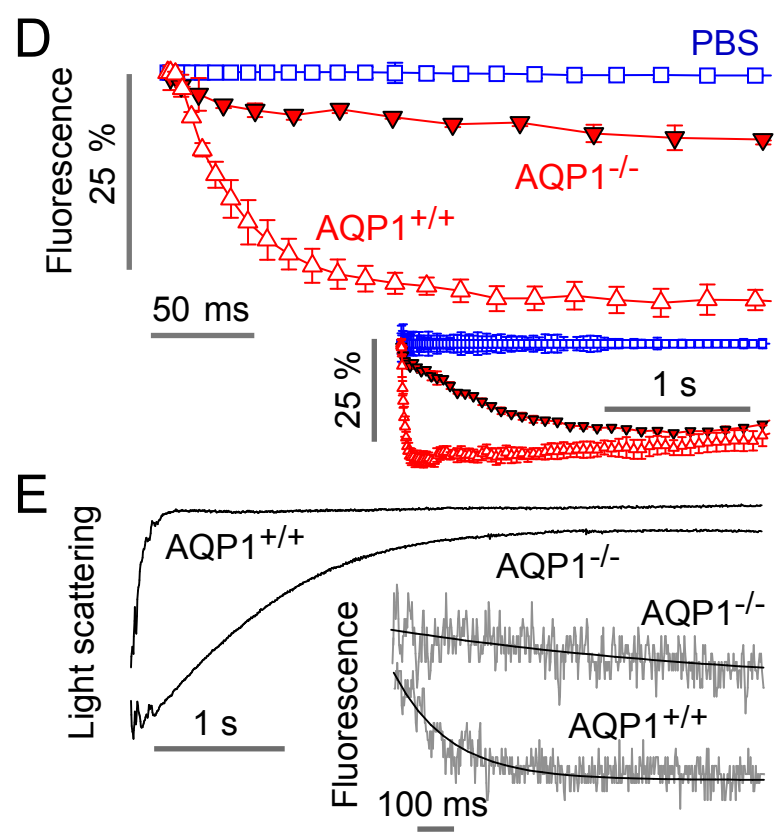 D
PBS
Fluorescence
25 %
AQP1-/-
AQP1+/+
50 ms
25 %
1 s
E
Light scattering
AQP1+/+
AQP1-/-
1 s
Fluorescence
AQP1-/-
AQP1+/+
100 ms